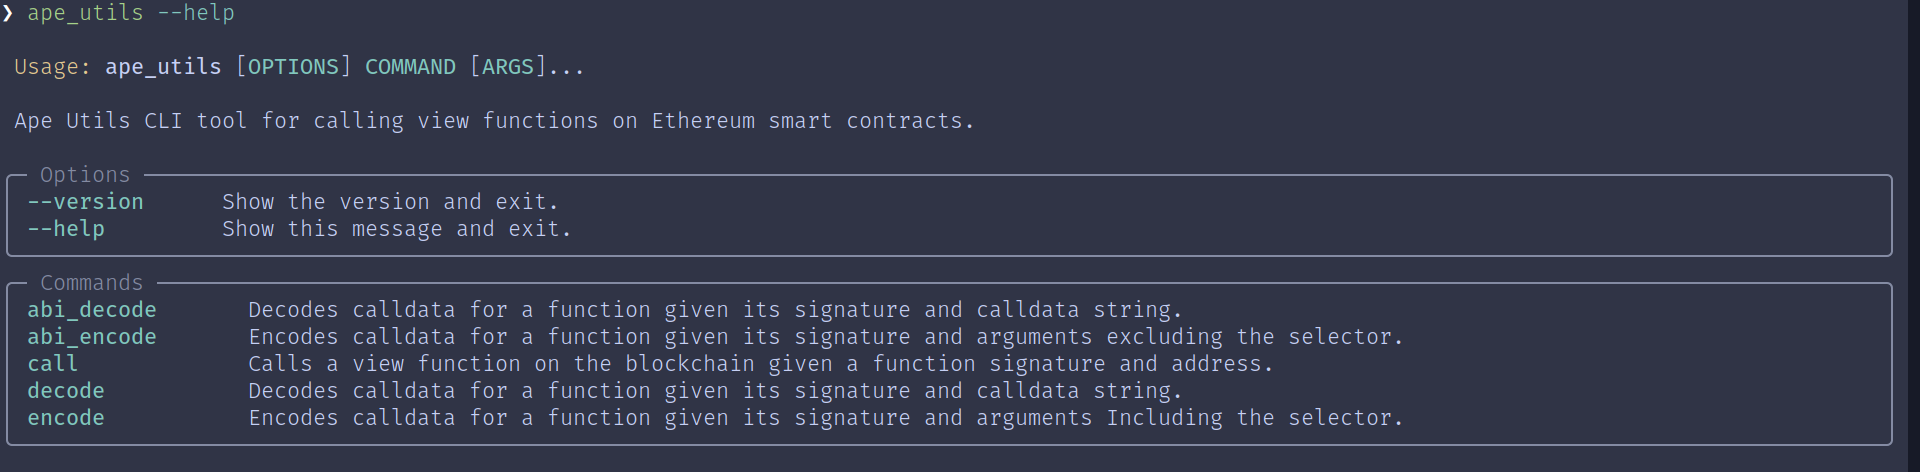 ❯ ape_utils --help
Usage: ape_utils [OPTIONS] COMMAND [ARGS]...
Ape Utils CLI tool for calling view functions on Ethereum smart contracts.
Options
--version Show the version and exit.
--help Show this message and exit.
Commands
abi_decode Decodes calldata for a function given its signature and calldata string.
abi_encode Encodes calldata for a function given its signature and arguments excluding the selector.
call Calls a view function on the blockchain given a function signature and address.
decode Decodes calldata for a function given its signature and calldata string.
encode Encodes calldata for a function given its signature and arguments Including the selector.